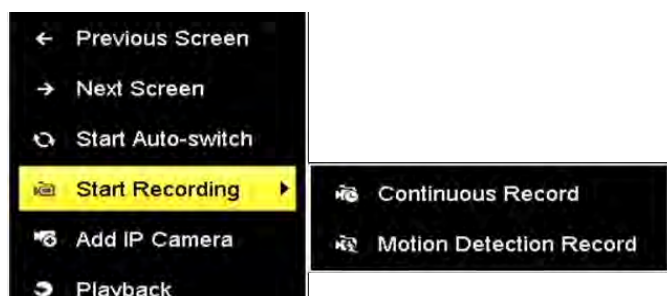 Previous Screen
Next Screen
Start Auto-switch
Start Recording
Continuous Record
Add IP Camera
Motion Detection Record
Playback